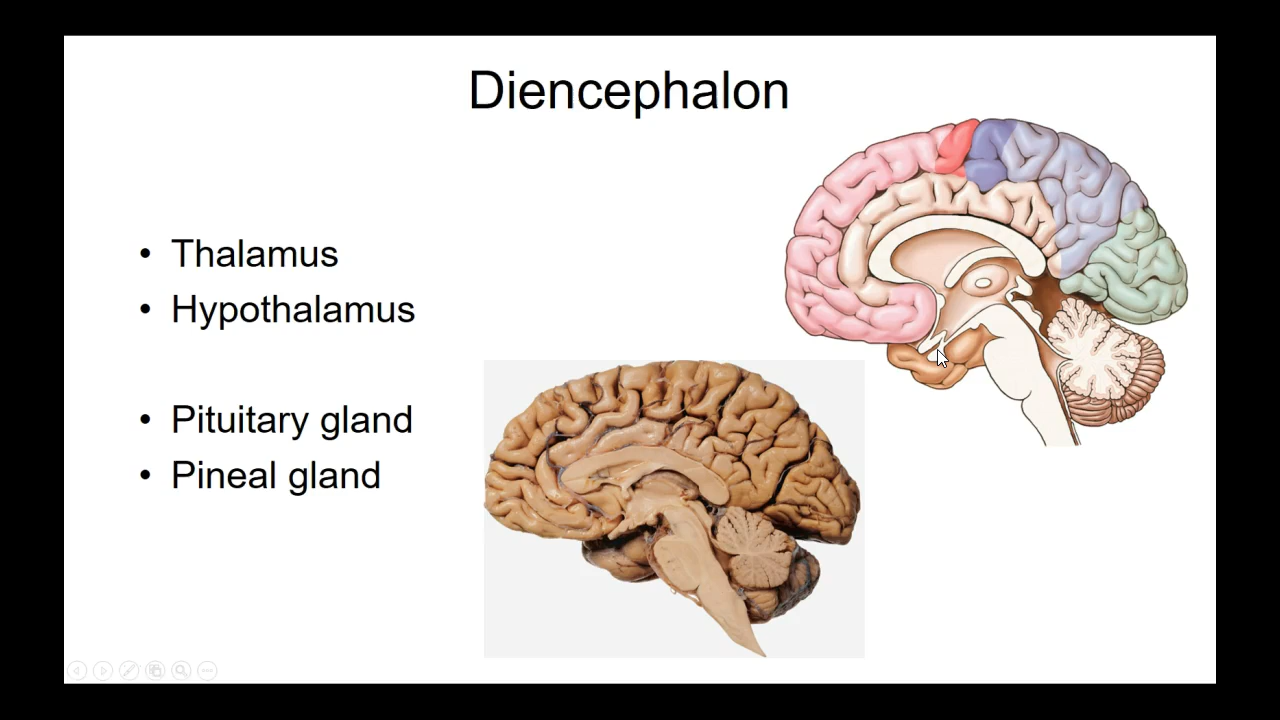 Diencephalon
• Thalamus
• Hypothalamus
• Pituitary gland
• Pineal gland